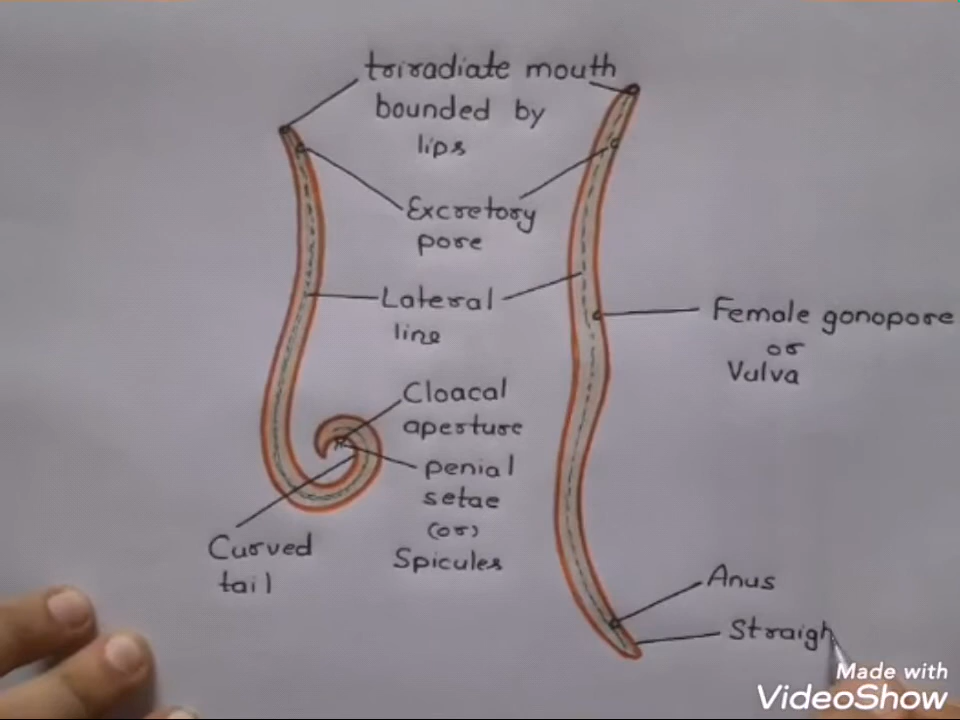 triradiate mouth
bounded by
lips
Excretory
pore
Lateral
line
Female gonopore
or
Vulva
Cloacal
aperture
penial
setae
(or)
Spicules
Curved
tail
Anus
Straigh
Made with
VideoShow